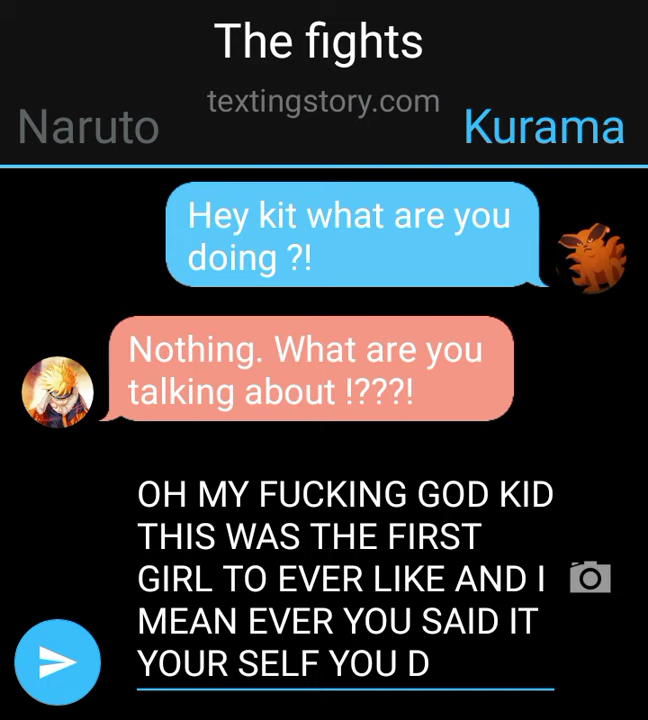 The fights
textingstory.com
Naruto
Kurama
Hey kit what are you
doing ?!
Nothing. What are you
talking about !???!
OH MY FUCKING GOD KID
THIS WAS THE FIRST
GIRL TO EVER LIKE AND I
MEAN EVER YOU SAID IT
YOUR SELF YOU D